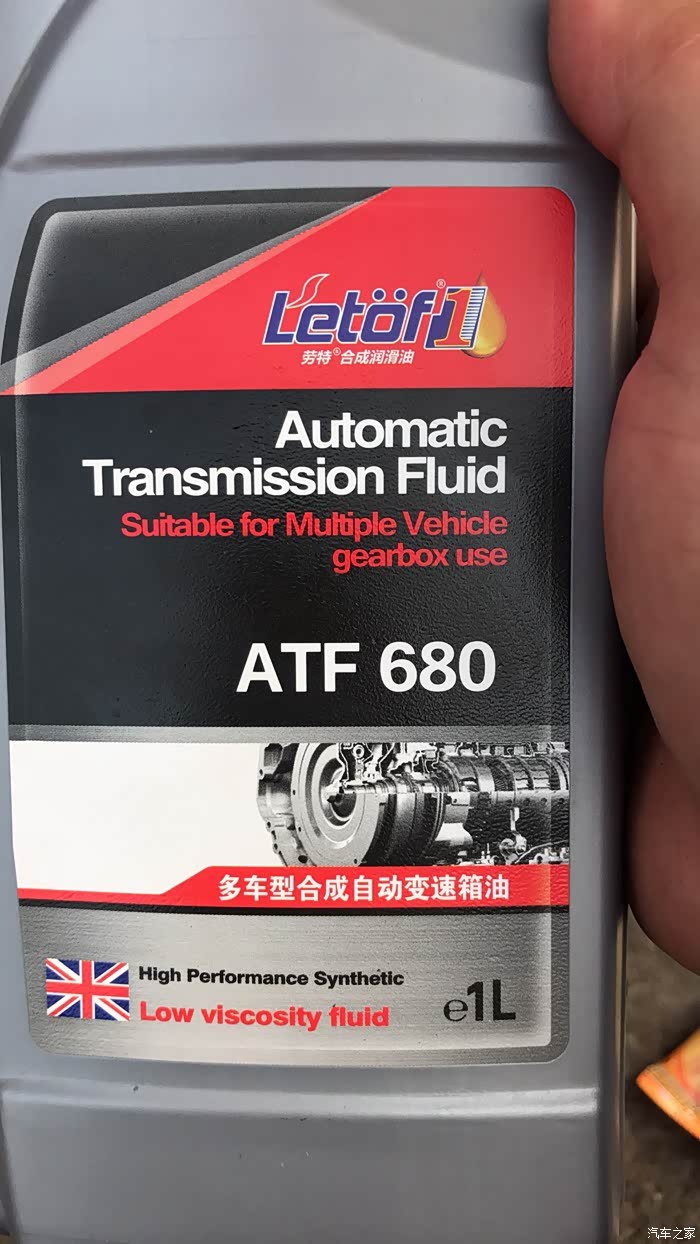 Letöf1®
劳特®合成润滑油
Automatic
Transmission Fluid
Suitable for Multiple Vehicle
gearbox use
ATF 680
多车型合成自动变速箱油
High Performance Synthetic
Low viscosity fluid
℮1L
汽车之家